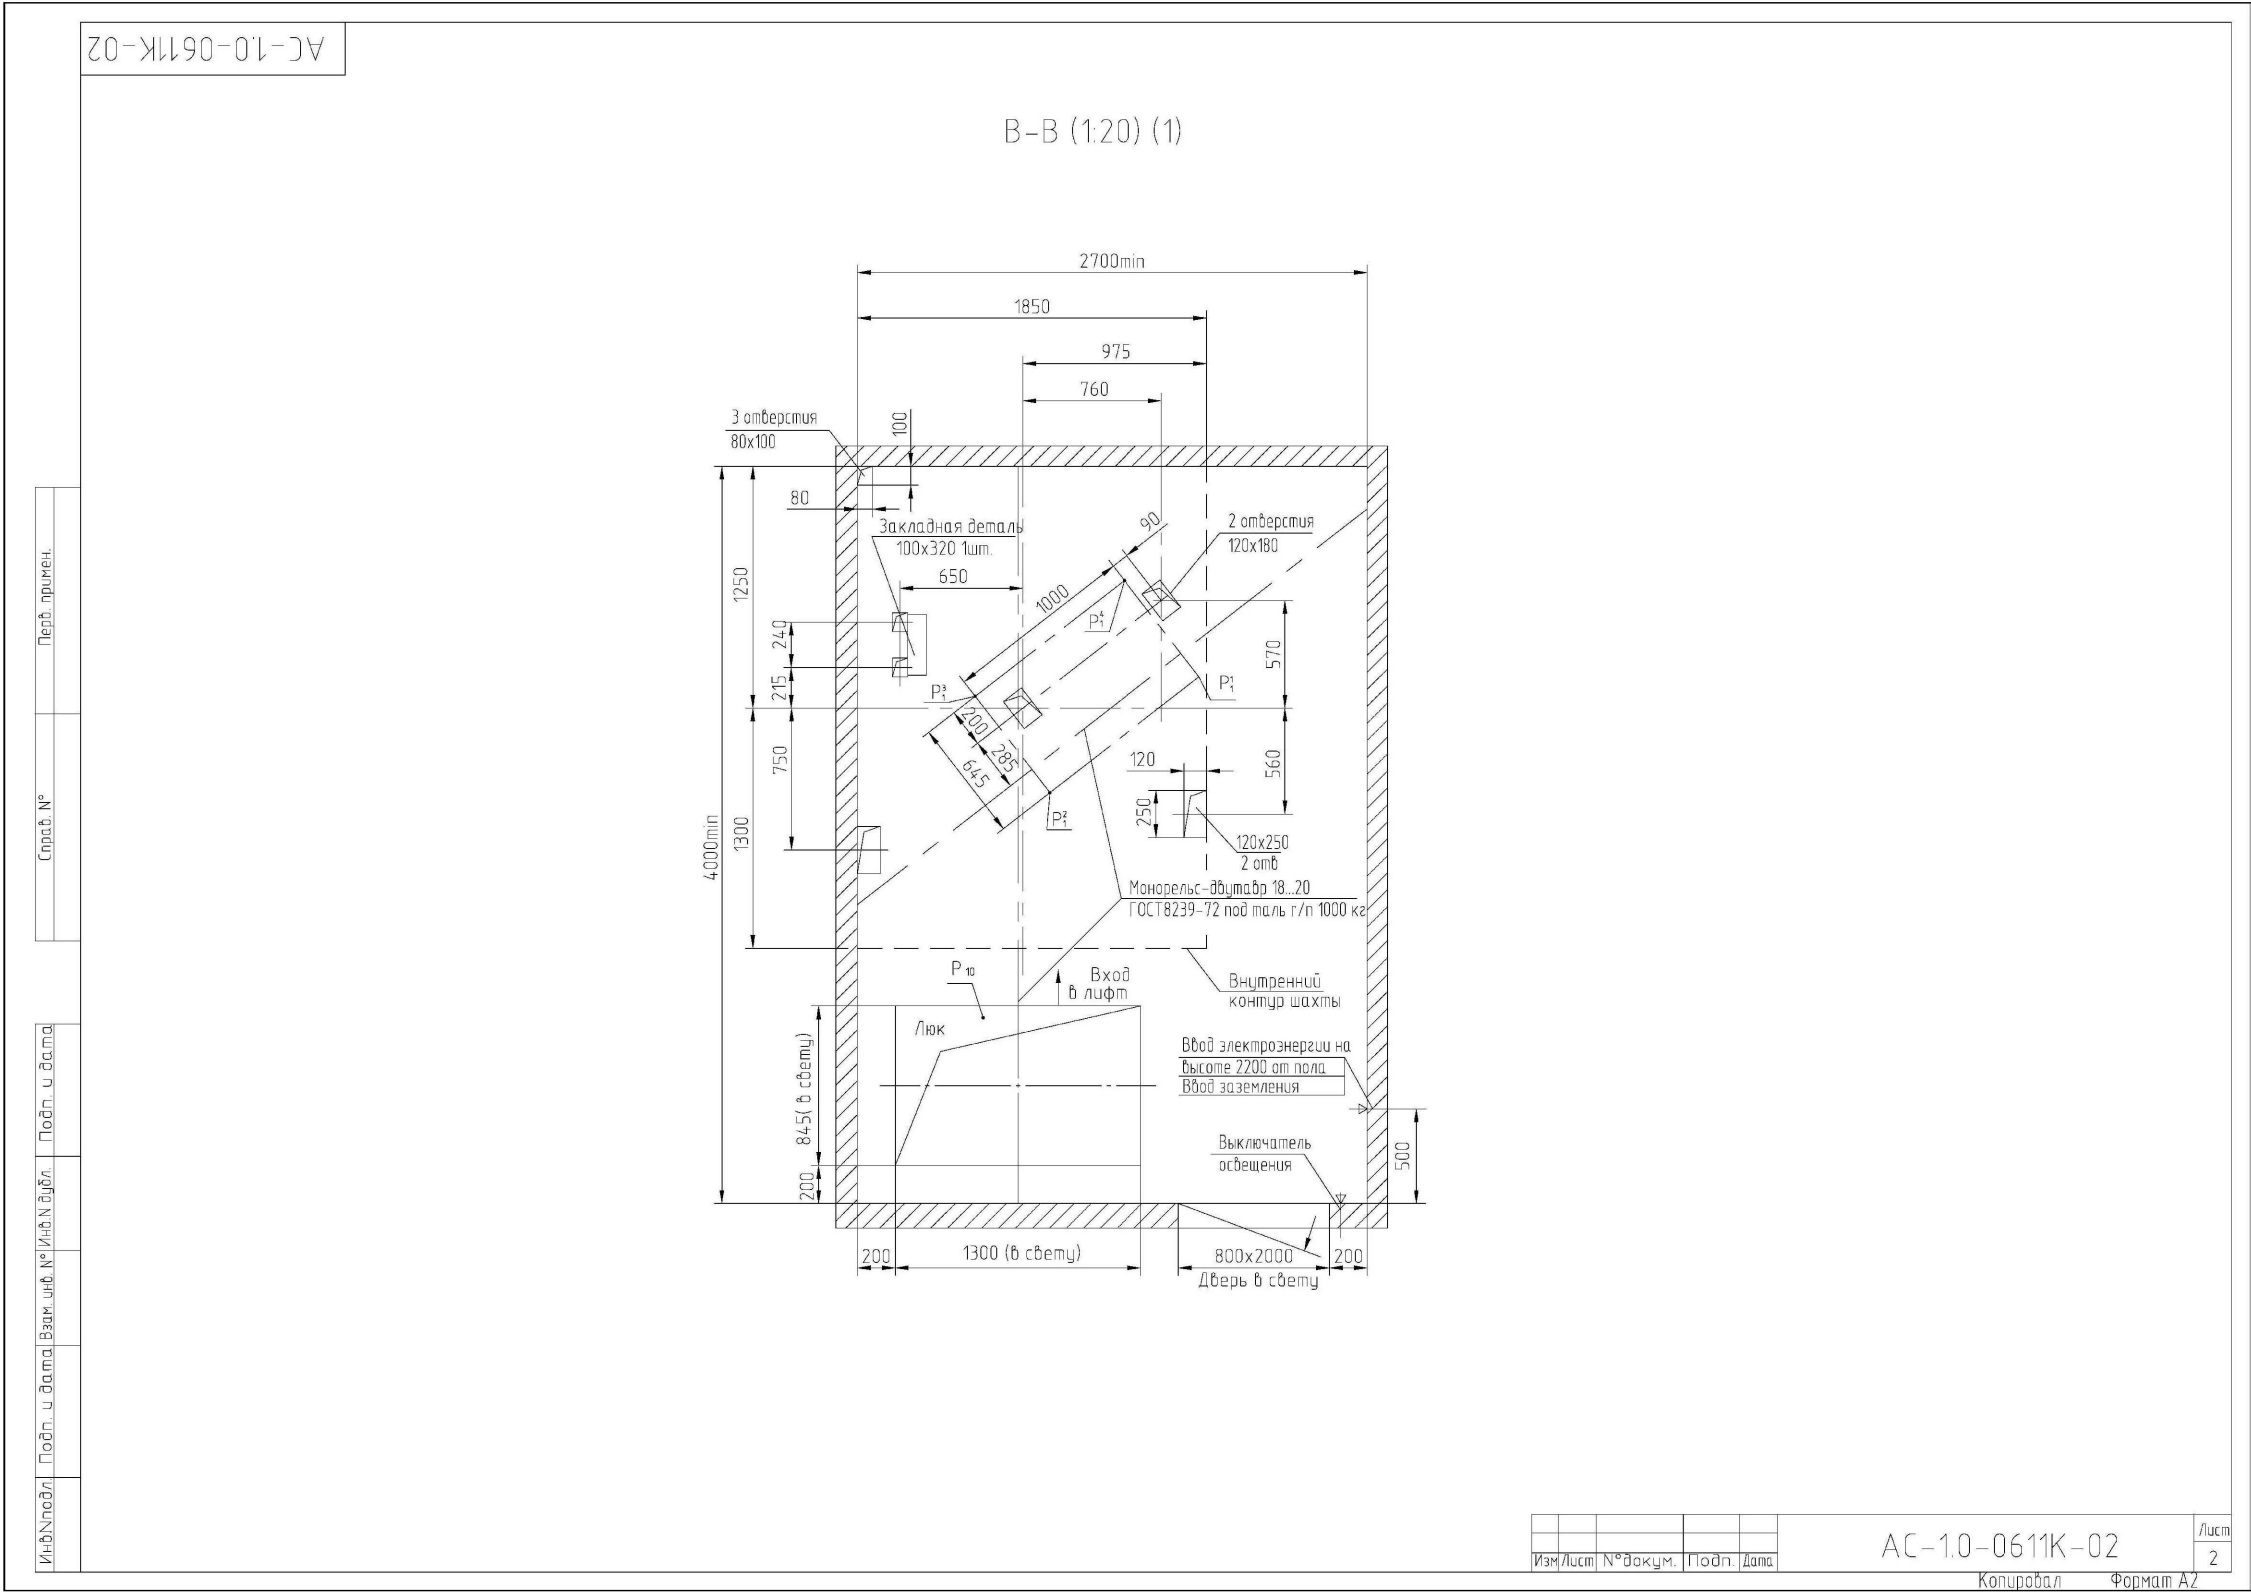 АС-1.0-0611К-02
В-В (1:20) (1)
2700min
1850
975
760
3 отверстия
80х100
100
80
Закладная деталь
100х320 1шт.
650
90
2 отверстия
120х180
1000
1250
240
215
P₁⁴
P₁³
P₁¹
570
200
285
645
750
1300
4000min
120
250
560
P₁²
120х250
2 отв
Монорельс-двутавр 18...20
ГОСТ8239-72 под таль г/п 1000 кг
P 10
Вход
в лифт
Внутренний
контур шахты
Люк
845( в свету)
200
Ввод электроэнергии на
высоте 2200 от пола
Ввод заземления
Выключатель
освещения
500
200
1300 (в свету)
800х2000
200
Дверь в свету
Перв. примен.
Справ. N°
Подп. и дата
Инв.N дубл.
Взам. инв. N°
Подп. и дата
ИнвNподл.
Изм
Лист
N°докум.
Подп.
Дата
АС-1.0-0611К-02
Лист
2
Копировал
Формат А2